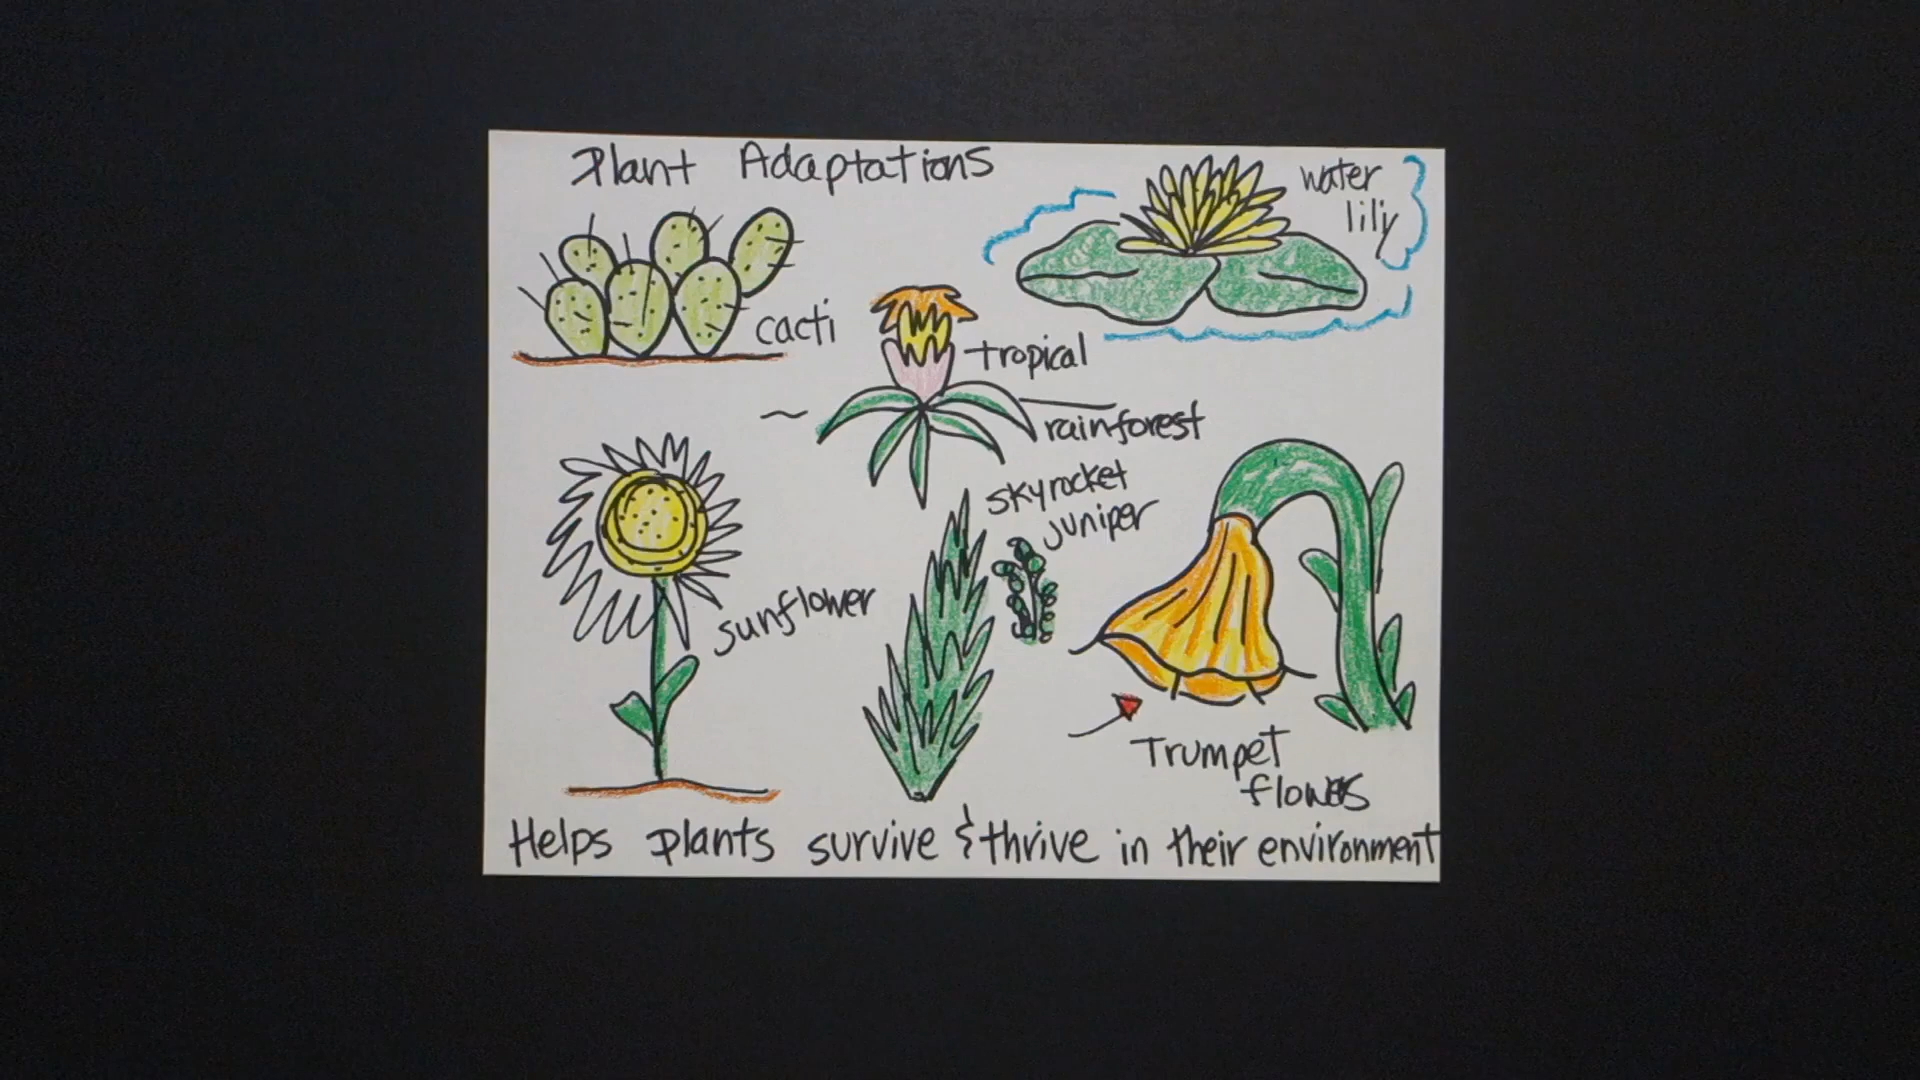 Plant Adaptations
water
lily
cacti
tropical
rainforest
skyrocket
juniper
sunflower
Trumpet
flowers
Helps plants survive & thrive in their environment